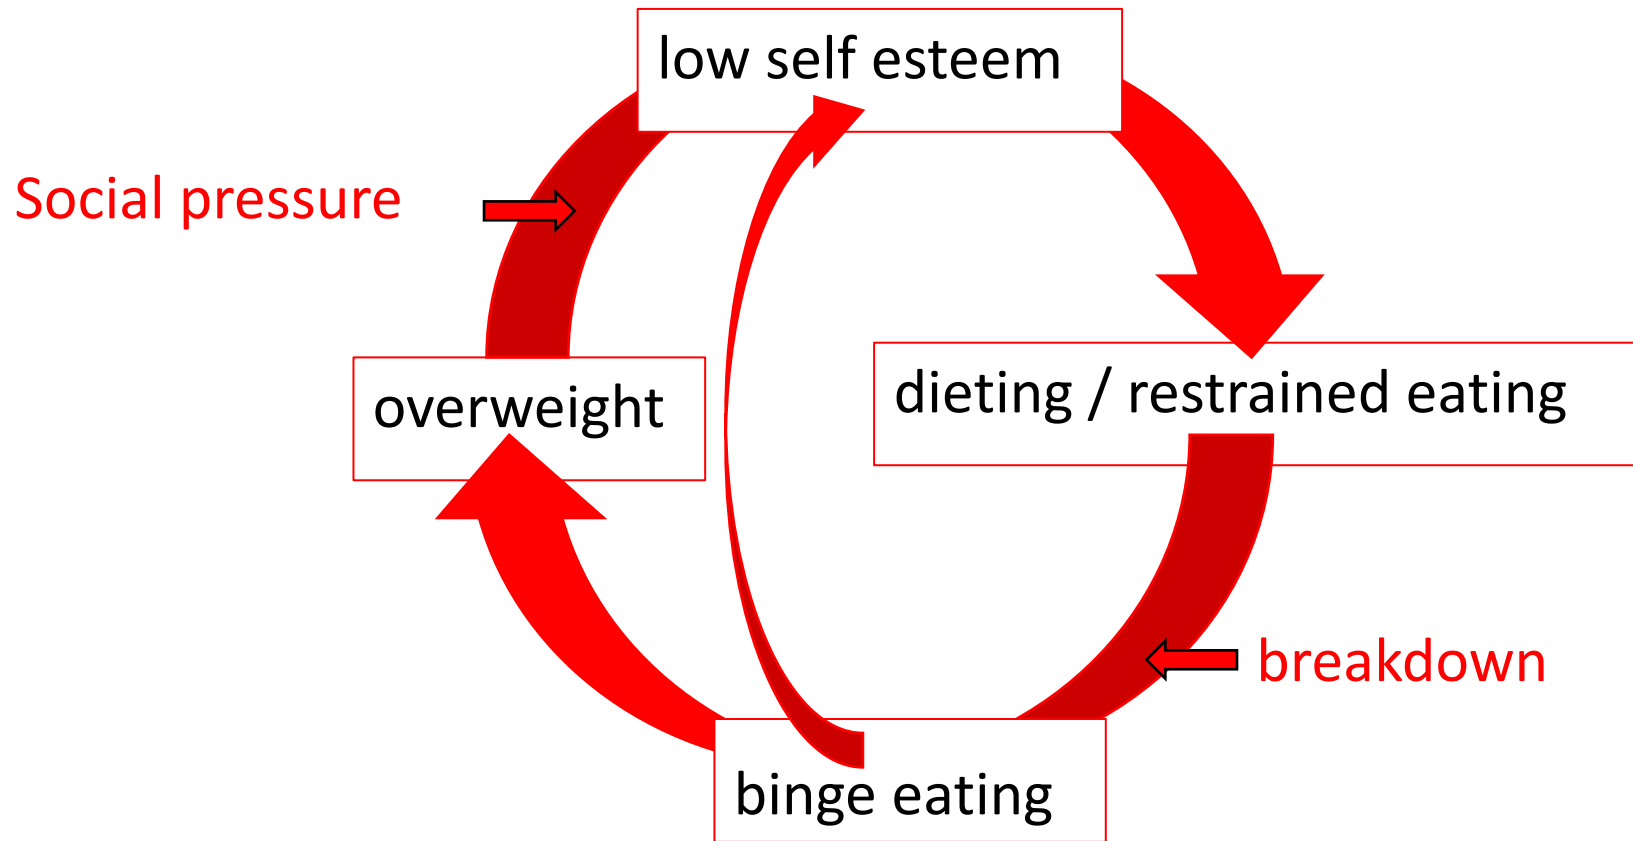 low self esteem
Social pressure
overweight
dieting / restrained eating
breakdown
binge eating